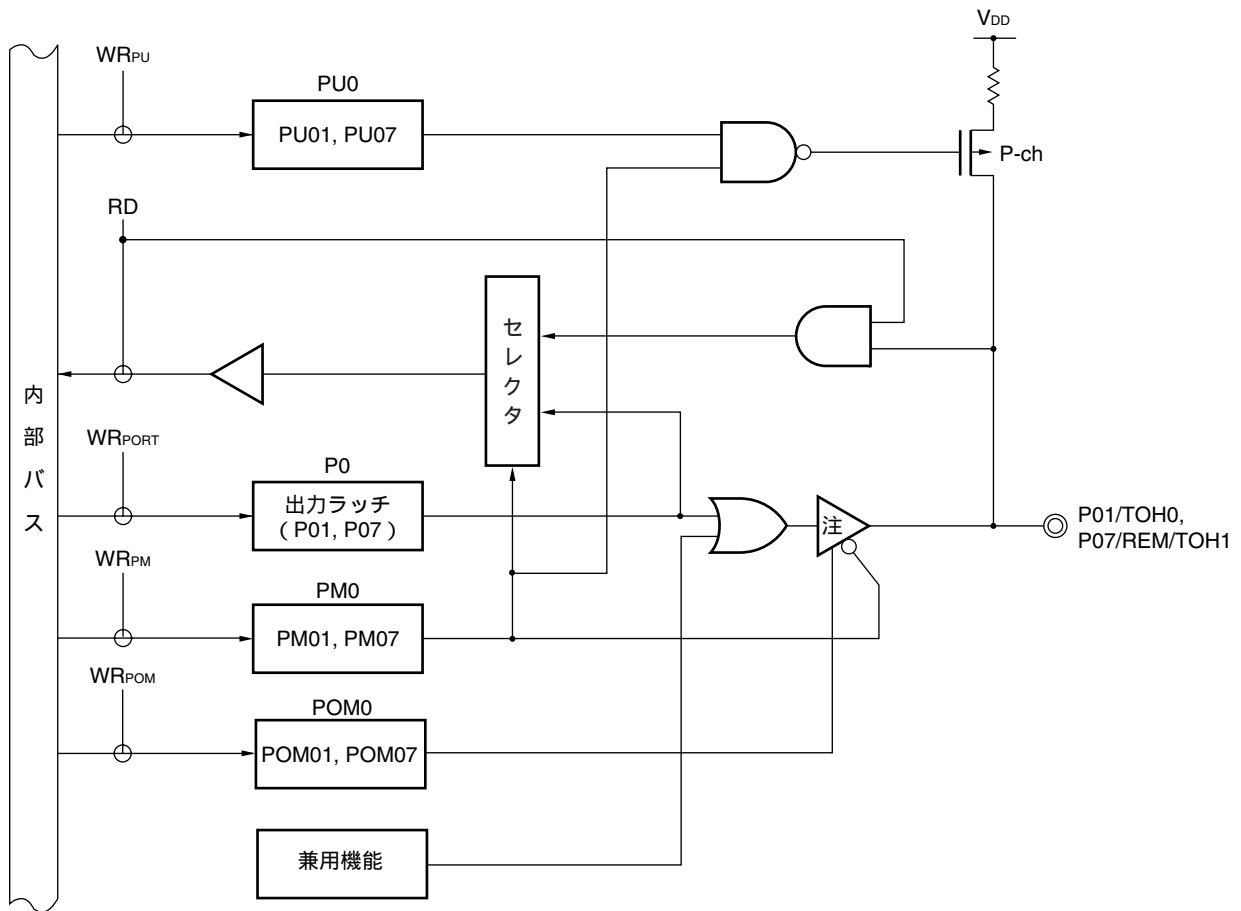 VDD
WRPU
PU0
PU01, PU07
P-ch
RD
セレクタ
内部バス
WRPORT
P0
出力ラッチ
( P01, P07 )
注
P01/TOH0,
P07/REM/TOH1
WRPM
PM0
PM01, PM07
WRPOM
POM0
POM01, POM07
兼用機能